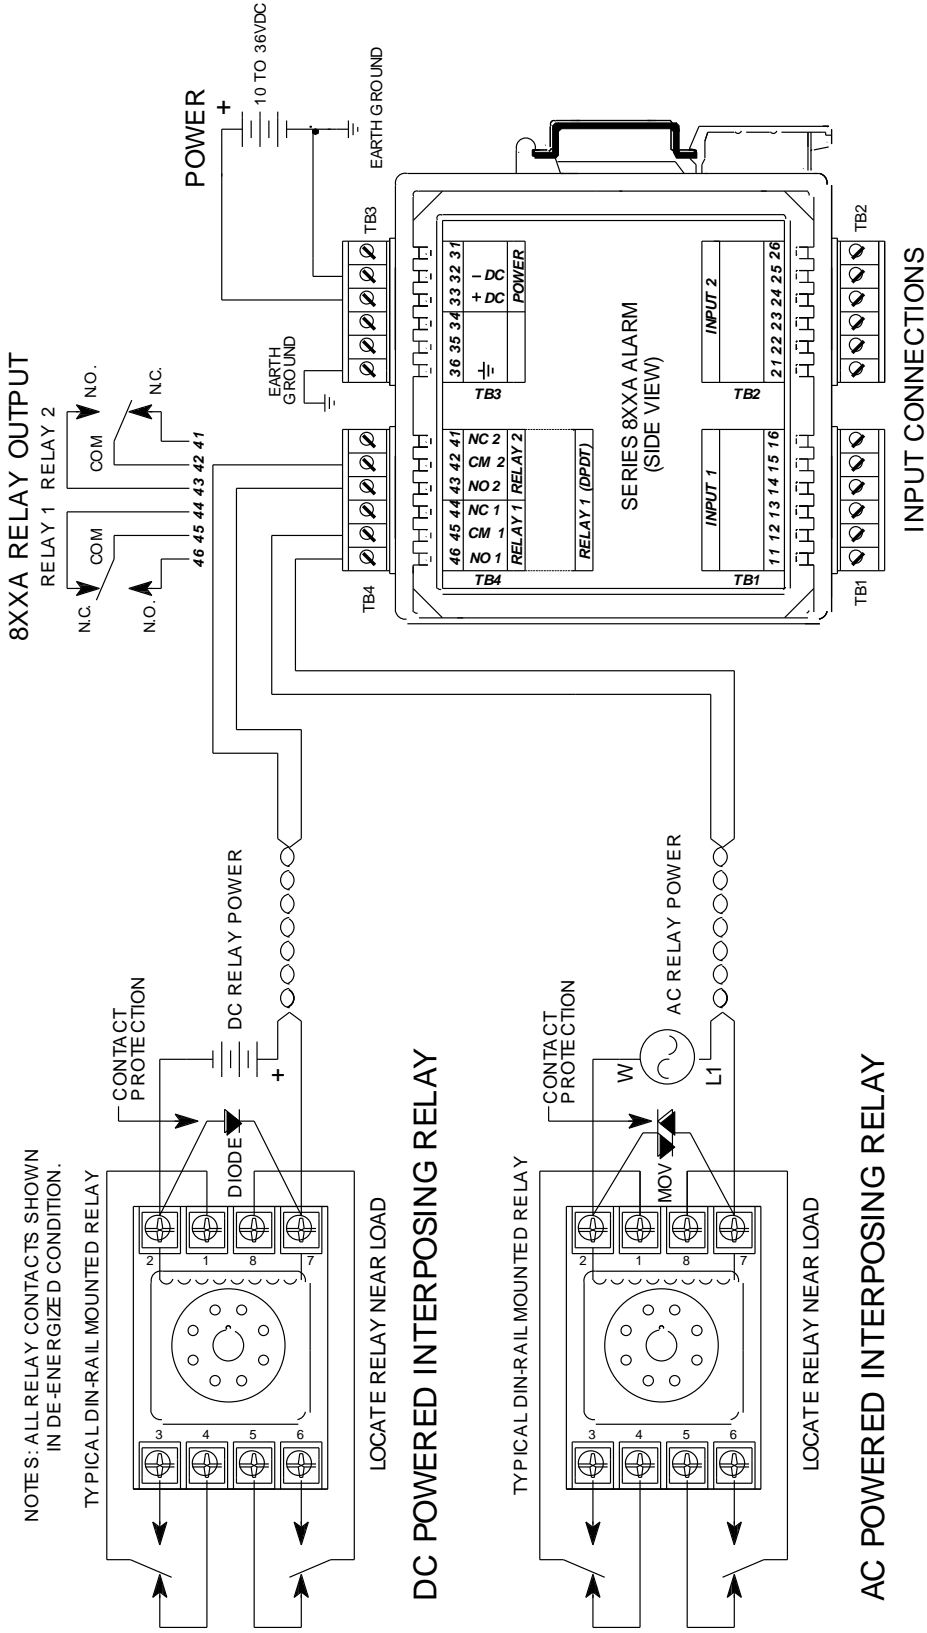 NOTES: ALL RELAY CONTACTS SHOWN
IN DE-ENERGIZED CONDITION.
8XXA RELAY OUTPUT
RELAY 1 RELAY 2
N.C.
COM
N.O.
COM
N.O.
N.C.
46 45 44 43 42 41
POWER
+
10 TO 36VDC
EARTH GROUND
EARTH
GROUND
TYPICAL DIN-RAIL MOUNTED RELAY
CONTACT
PROTECTION
DC RELAY POWER
+
DIODE
3 2
4 1
5 8
6 7
LOCATE RELAY NEAR LOAD
DC POWERED INTERPOSING RELAY
TB4
TB3
46 45 44 43 42 41
NO 1 CM 1 NC 1 NO 2 CM 2 NC 2
RELAY 1 RELAY 2
RELAY 1 (DPDT)
TB4
36 35 34 33 32 31
+ DC – DC
POWER
TB3
SERIES 8XXA ALARM
(SIDE VIEW)
INPUT 1
11 12 13 14 15 16
TB1
INPUT 2
21 22 23 24 25 26
TB2
TB1
TB2
INPUT CONNECTIONS
TYPICAL DIN-RAIL MOUNTED RELAY
CONTACT
PROTECTION
AC RELAY POWER
W
L1
MOV
3 2
4 1
5 8
6 7
LOCATE RELAY NEAR LOAD
AC POWERED INTERPOSING RELAY